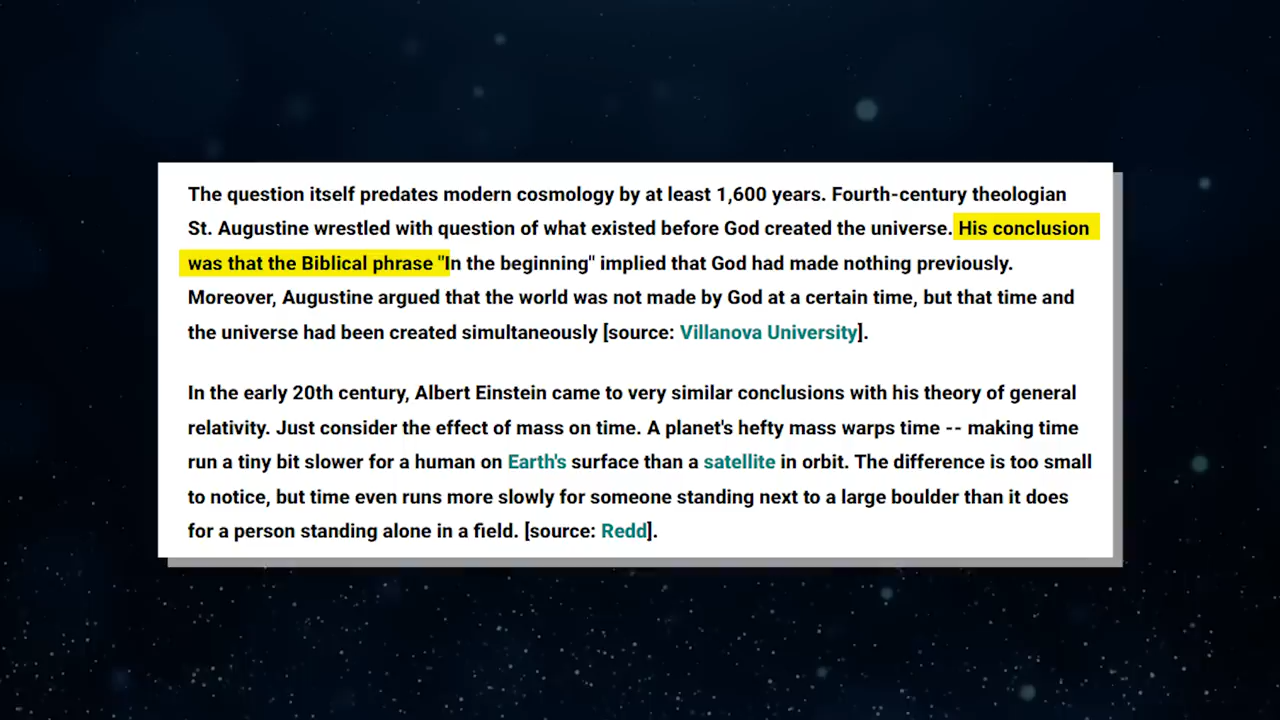 The question itself predates modern cosmology by at least 1,600 years. Fourth-century theologian
St. Augustine wrestled with question of what existed before God created the universe. His conclusion
was that the Biblical phrase "In the beginning" implied that God had made nothing previously.
Moreover, Augustine argued that the world was not made by God at a certain time, but that time and
the universe had been created simultaneously [source: Villanova University].
In the early 20th century, Albert Einstein came to very similar conclusions with his theory of general
relativity. Just consider the effect of mass on time. A planet's hefty mass warps time -- making time
run a tiny bit slower for a human on Earth's surface than a satellite in orbit. The difference is too small
to notice, but time even runs more slowly for someone standing next to a large boulder than it does
for a person standing alone in a field. [source: Redd].